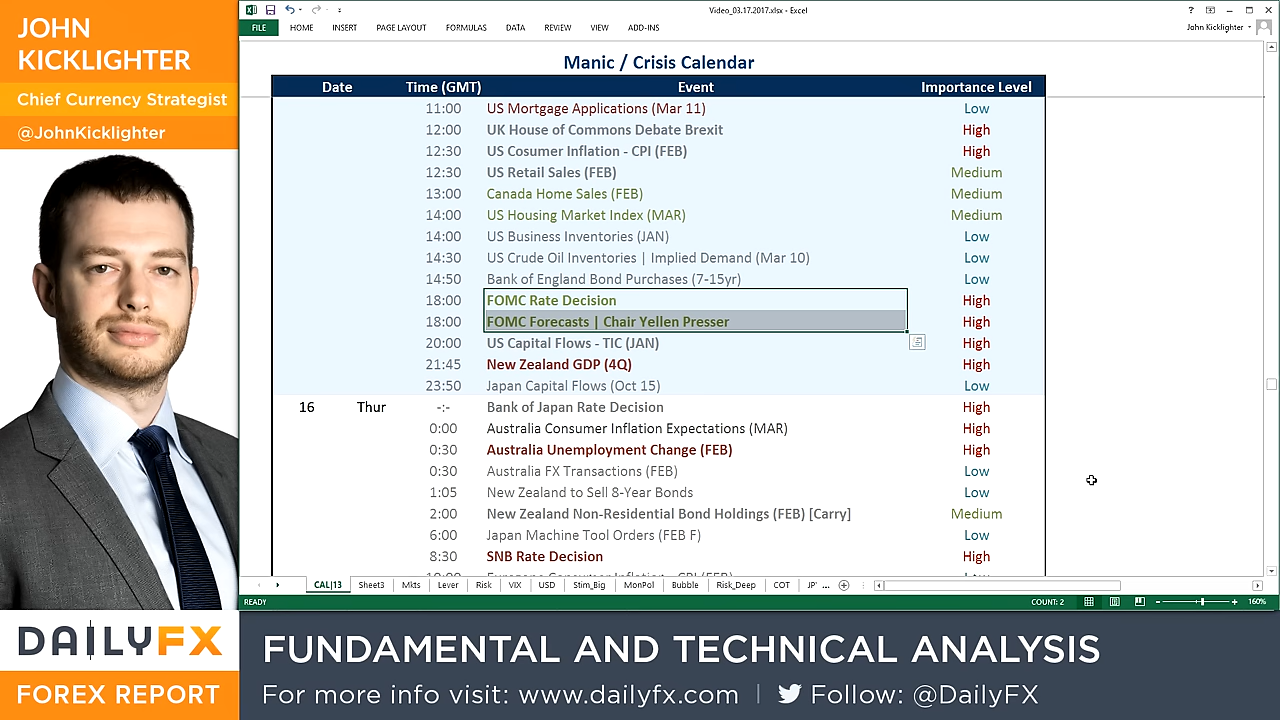 JOHN
KICKLIGHTER
Chief Currency Strategist
@JohnKicklighter
Video_03.17.2017.xlsx - Excel
FILE HOME INSERT PAGE LAYOUT FORMULAS DATA REVIEW VIEW ADD-INS John Kicklighter
Manic / Crisis Calendar
Date Time (GMT) Event Importance Level
11:00 US Mortgage Applications (Mar 11) Low
12:00 UK House of Commons Debate Brexit High
12:30 US Cosumer Inflation - CPI (FEB) High
12:30 US Retail Sales (FEB) Medium
13:00 Canada Home Sales (FEB) Medium
14:00 US Housing Market Index (MAR) Medium
14:00 US Business Inventories (JAN) Low
14:30 US Crude Oil Inventories | Implied Demand (Mar 10) Low
14:50 Bank of England Bond Purchases (7-15yr) Low
18:00 FOMC Rate Decision High
18:00 FOMC Forecasts | Chair Yellen Presser High
20:00 US Capital Flows - TIC (JAN) High
21:45 New Zealand GDP (4Q) High
23:50 Japan Capital Flows (Oct 15) Low
16 Thur -:- Bank of Japan Rate Decision High
0:00 Australia Consumer Inflation Expectations (MAR) High
0:30 Australia Unemployment Change (FEB) High
0:30 Australia FX Transactions (FEB) Low
1:05 New Zealand to Sell 8-Year Bonds Low
2:00 New Zealand Non-Residential Bond Holdings (FEB) [Carry] Medium
6:00 Japan Machine Tool Orders (FEB F) Low
8:30 SNB Rate Decision High
CAL|13 Sheet3 Mkts Lever Risk VIX USD Stim_Big MonPol Bubble Risk_Deep COT JP' ...
READY COUNT: 2 160%
DAILYFX
FOREX REPORT
FUNDAMENTAL AND TECHNICAL ANALYSIS
For more info visit: www.dailyfx.com | Follow: @DailyFX